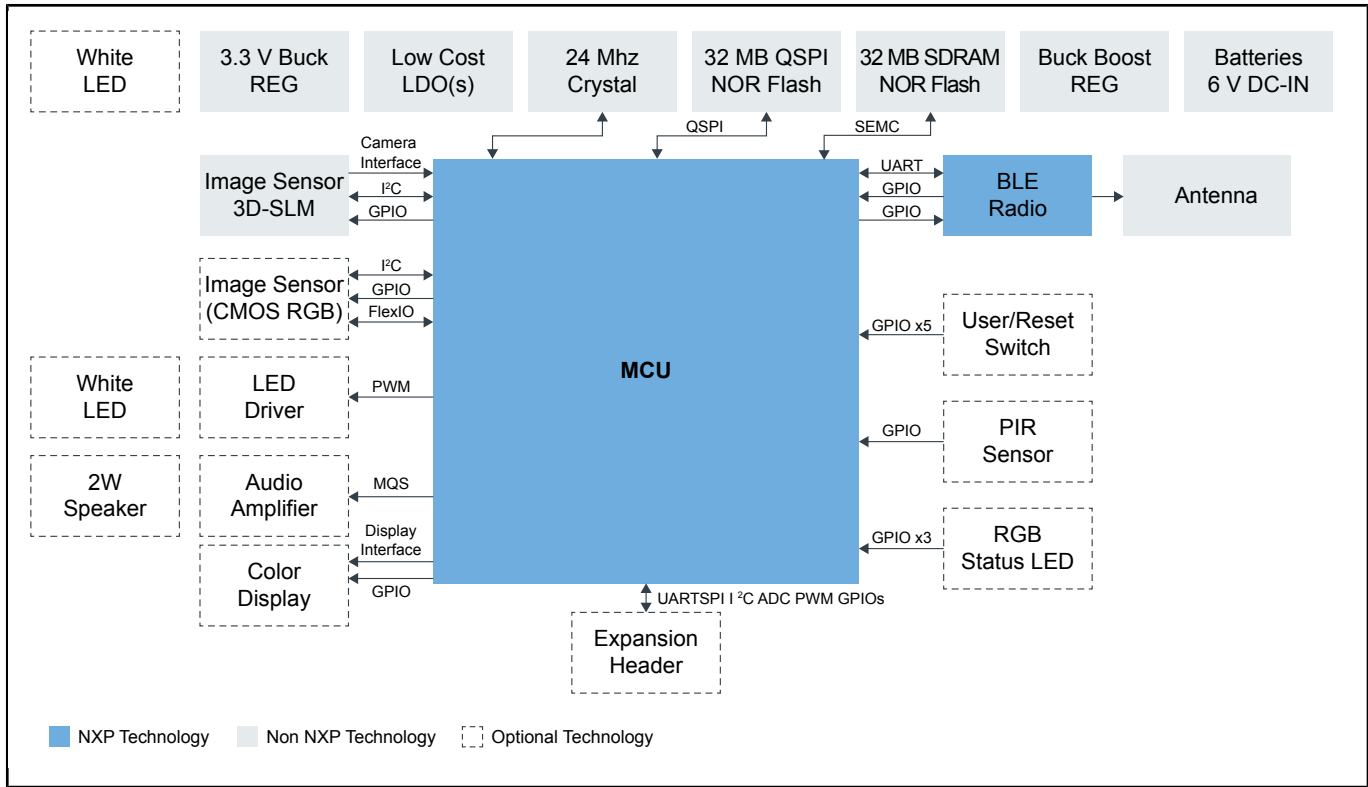 White
LED
3.3 V Buck
REG
Low Cost
LDO(s)
24 Mhz
Crystal
32 MB QSPI
NOR Flash
32 MB SDRAM
NOR Flash
Buck Boost
REG
Batteries
6 V DC-IN
QSPI
SEMC
Image Sensor
3D-SLM
Camera
Interface
I²C
GPIO
UART
GPIO
GPIO
BLE
Radio
Antenna
Image Sensor
(CMOS RGB)
I²C
GPIO
FlexIO
MCU
GPIO x5
User/Reset
Switch
White
LED
LED
Driver
PWM
GPIO
PIR
Sensor
2W
Speaker
Audio
Amplifier
MQS
GPIO x3
RGB
Status LED
Color
Display
Display
Interface
GPIO
UARTSPI I ²C ADC PWM GPIOs
Expansion
Header
NXP Technology
Non NXP Technology
Optional Technology